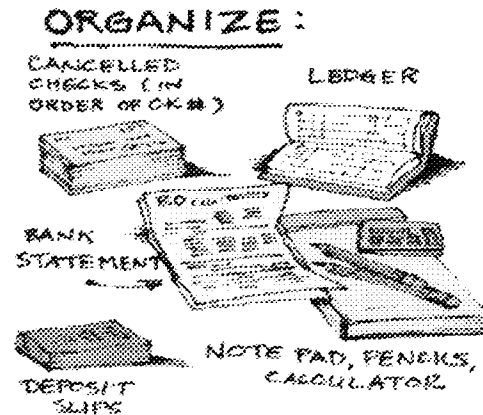 ORGANIZE:
CANCELLED
CHECKS (IN
ORDER OF CK#)
LEDGER
BANK
STATEMENT
NOTE PAD, PENCILS,
CALCULATOR
DEPOSIT
SLIPS